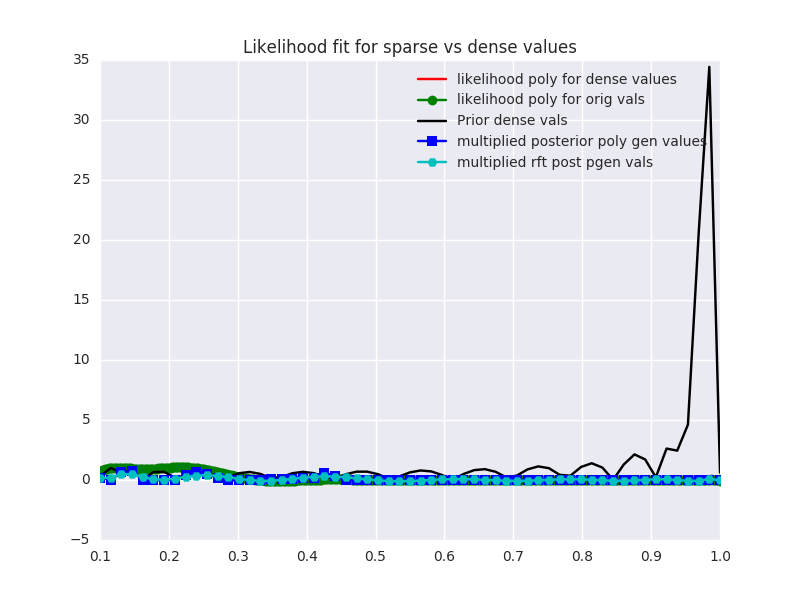 Likelihood fit for sparse vs dense values
likelihood poly for dense values
likelihood poly for orig vals
Prior dense vals
multiplied posterior poly gen values
multiplied rft post pgen vals
35
30
25
20
15
10
5
0
−5
0.1 0.2 0.3 0.4 0.5 0.6 0.7 0.8 0.9 1.0